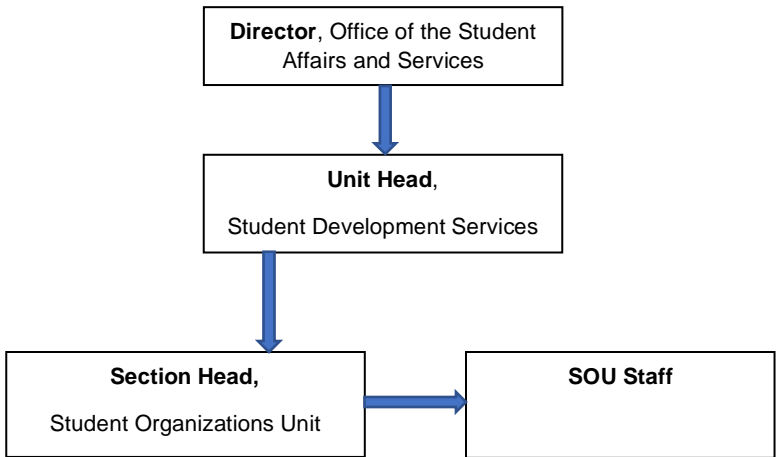 Director, Office of the Student
Affairs and Services
Unit Head,
Student Development Services
Section Head,
Student Organizations Unit
SOU Staff